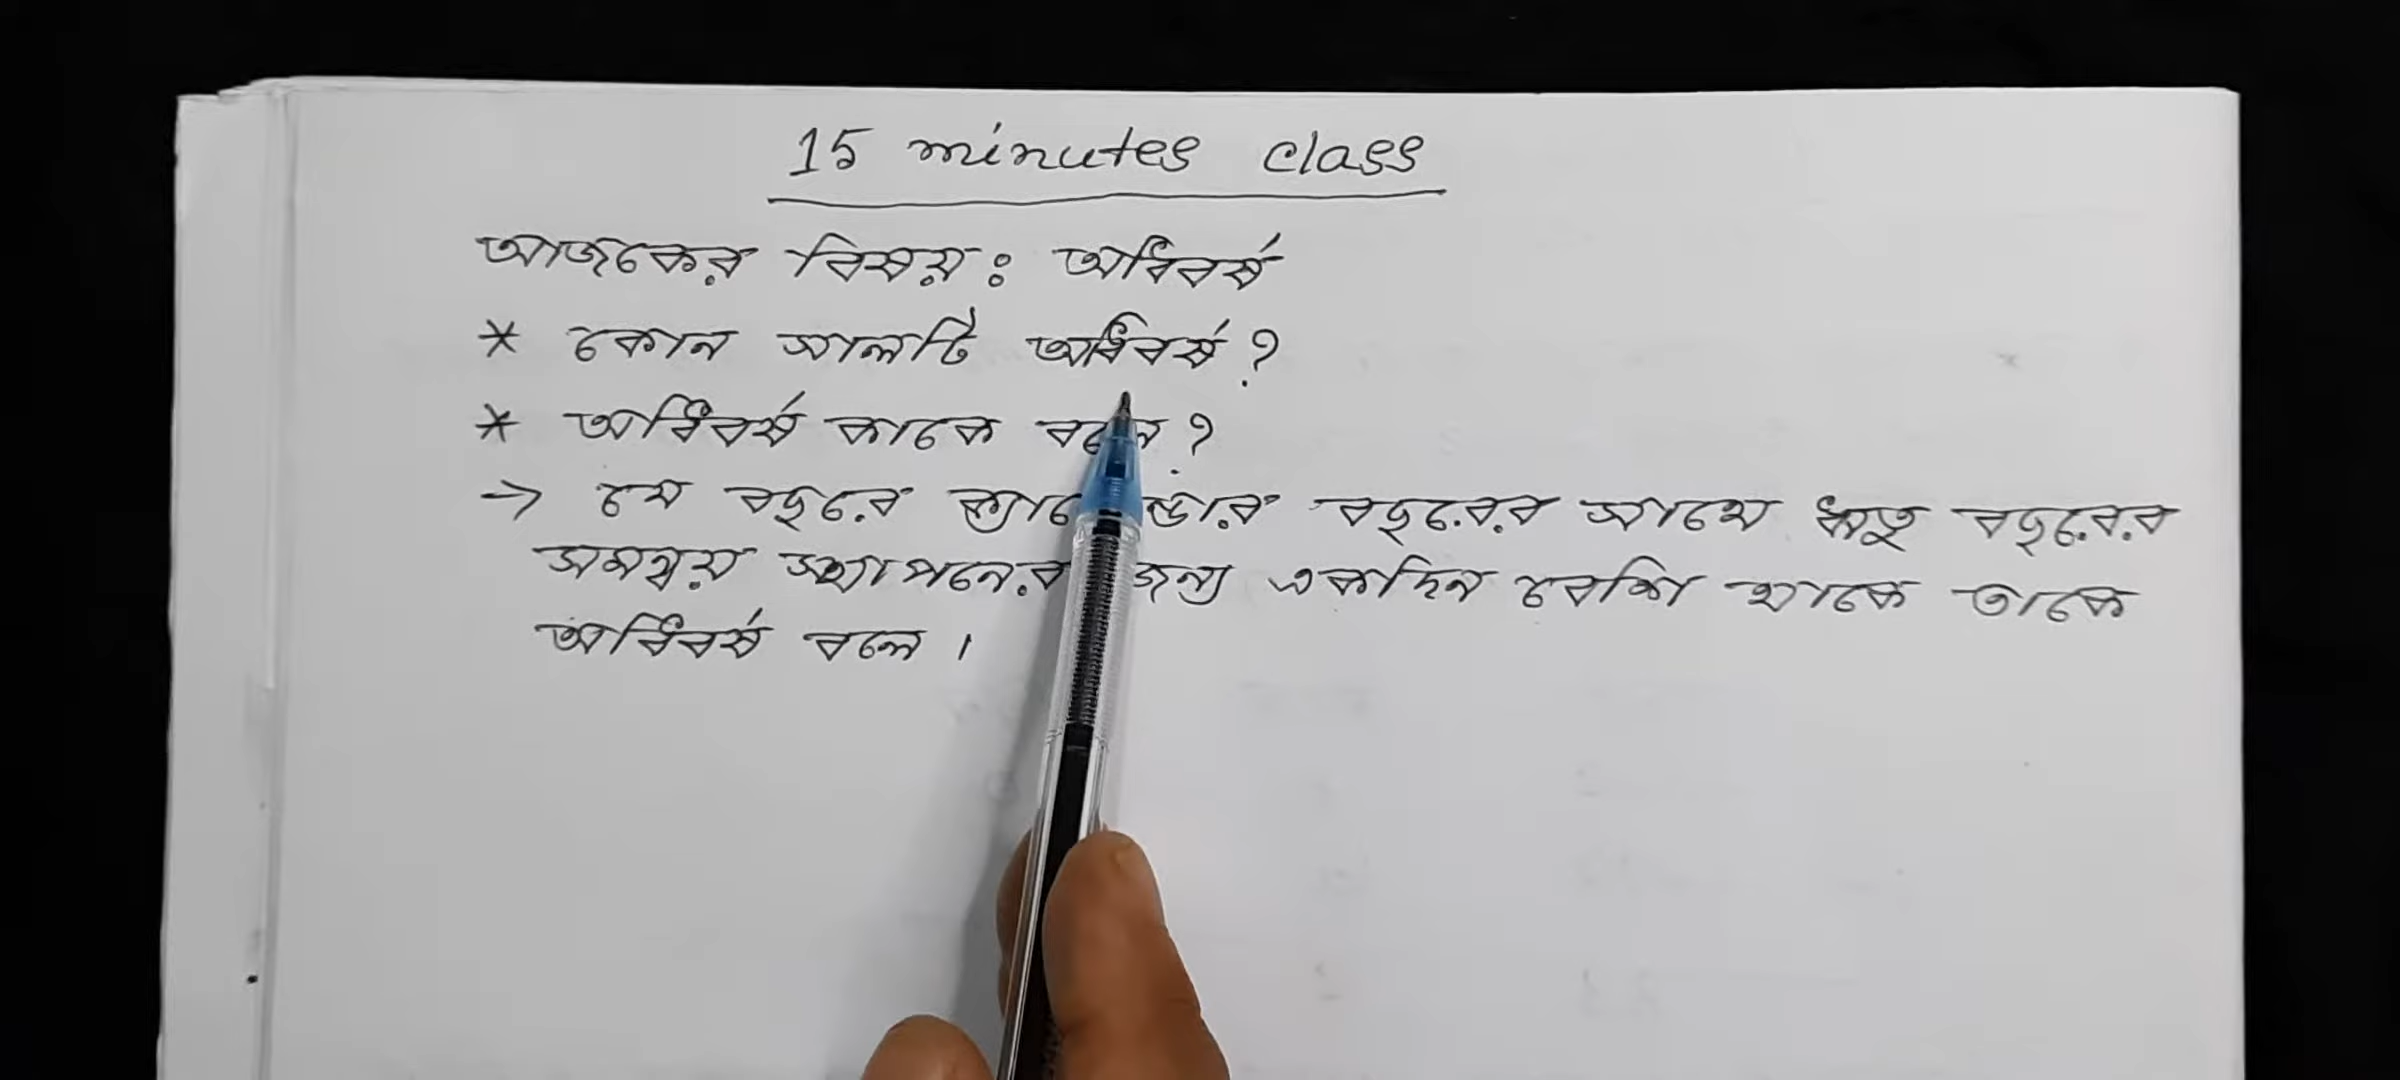 15 minutes class
আজকের বিষয়ঃ অধিবর্ষ
* কোন সালটি অধিবর্ষ?
* অধিবর্ষ কাকে বলে?
→ যে বছরে ক্যালেন্ডার বছরের সাথে ঋতু বছরের
সমন্বয় স্থাপনের জন্য একদিন বেশি থাকে তাকে
অধিবর্ষ বলে।